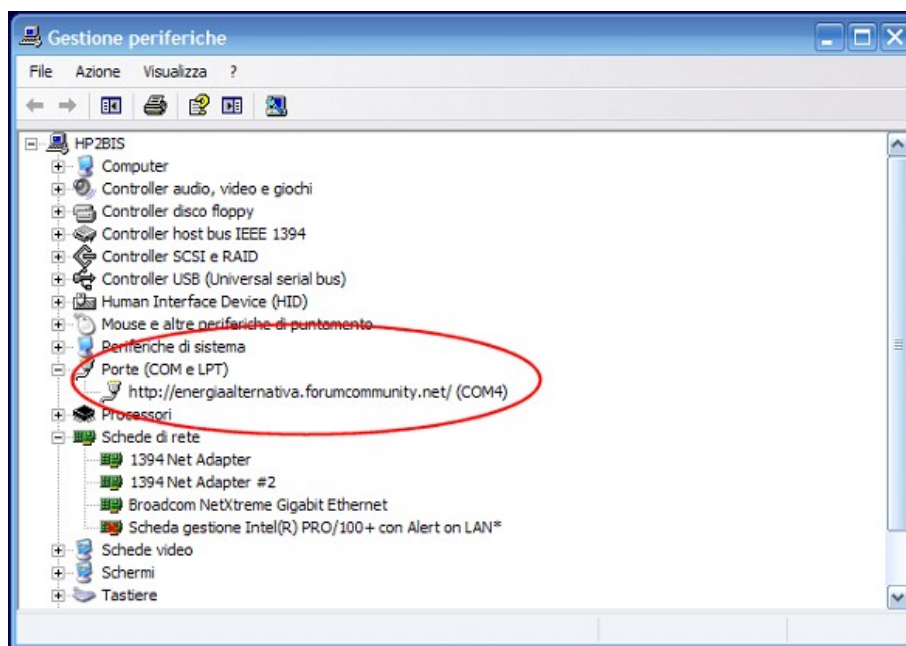 Gestione periferiche
File Azione Visualizza ?
HP2BIS
Computer
Controller audio, video e giochi
Controller disco floppy
Controller host bus IEEE 1394
Controller SCSI e RAID
Controller USB (Universal serial bus)
Human Interface Device (HID)
Mouse e altre periferiche di puntamento
Periferiche di sistema
Porte (COM e LPT)
http://energiaalternativa.forumcommunity.net/ (COM4)
Processori
Schede di rete
1394 Net Adapter
1394 Net Adapter #2
Broadcom NetXtreme Gigabit Ethernet
Scheda gestione Intel(R) PRO/100+ con Alert on LAN*
Schede video
Schermi
Tastiere